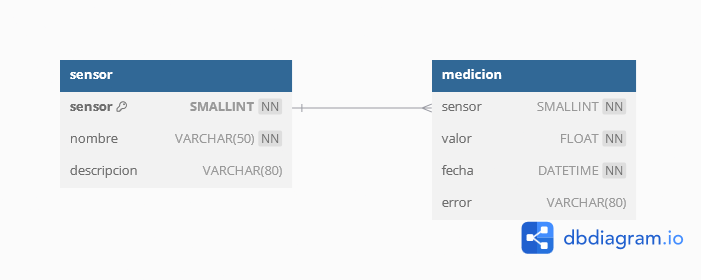 sensor
sensor SMALLINT NN
nombre VARCHAR(50) NN
descripcion VARCHAR(80)
medicion
sensor SMALLINT NN
valor FLOAT NN
fecha DATETIME NN
error VARCHAR(80)
dbdiagram.io